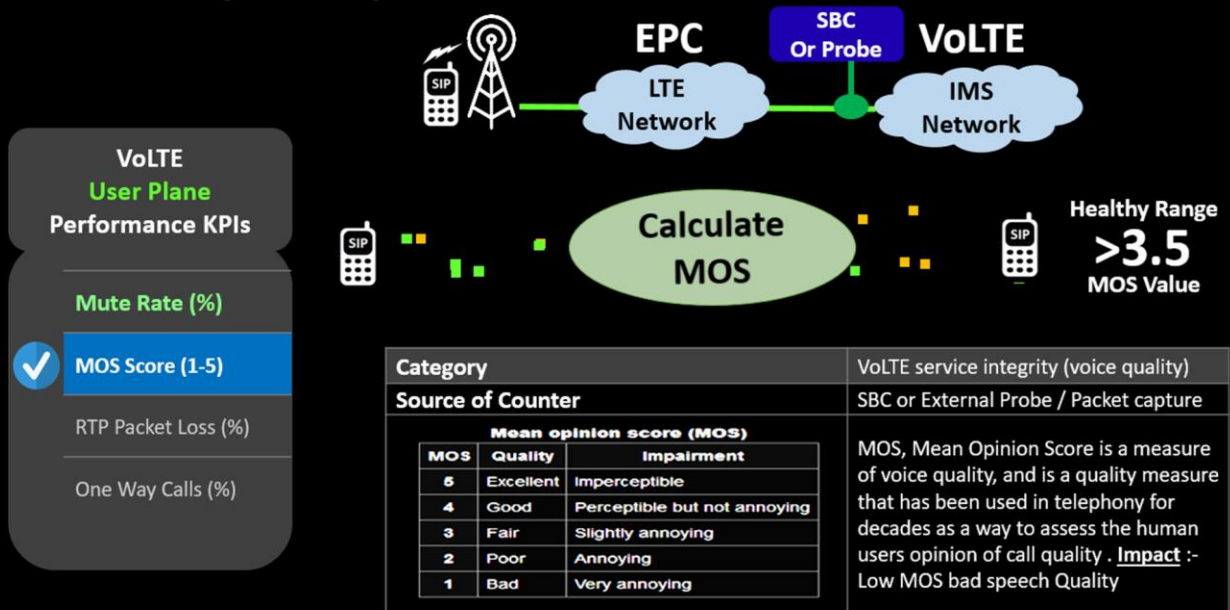 SBC
Or Probe
EPC
VoLTE
SIP
LTE
Network
IMS
Network
VoLTE
User Plane
Performance KPIs
Mute Rate (%)
MOS Score (1-5)
RTP Packet Loss (%)
One Way Calls (%)
SIP
Calculate
MOS
SIP
Healthy Range
>3.5
MOS Value
Category VoLTE service integrity (voice quality)
Source of Counter SBC or External Probe / Packet capture
Mean opinion score (MOS)
MOS Quality Impairment
5 Excellent Imperceptible
4 Good Perceptible but not annoying
3 Fair Slightly annoying
2 Poor Annoying
1 Bad Very annoying
MOS, Mean Opinion Score is a measure
of voice quality, and is a quality measure
that has been used in telephony for
decades as a way to assess the human
users opinion of call quality . Impact :-
Low MOS bad speech Quality